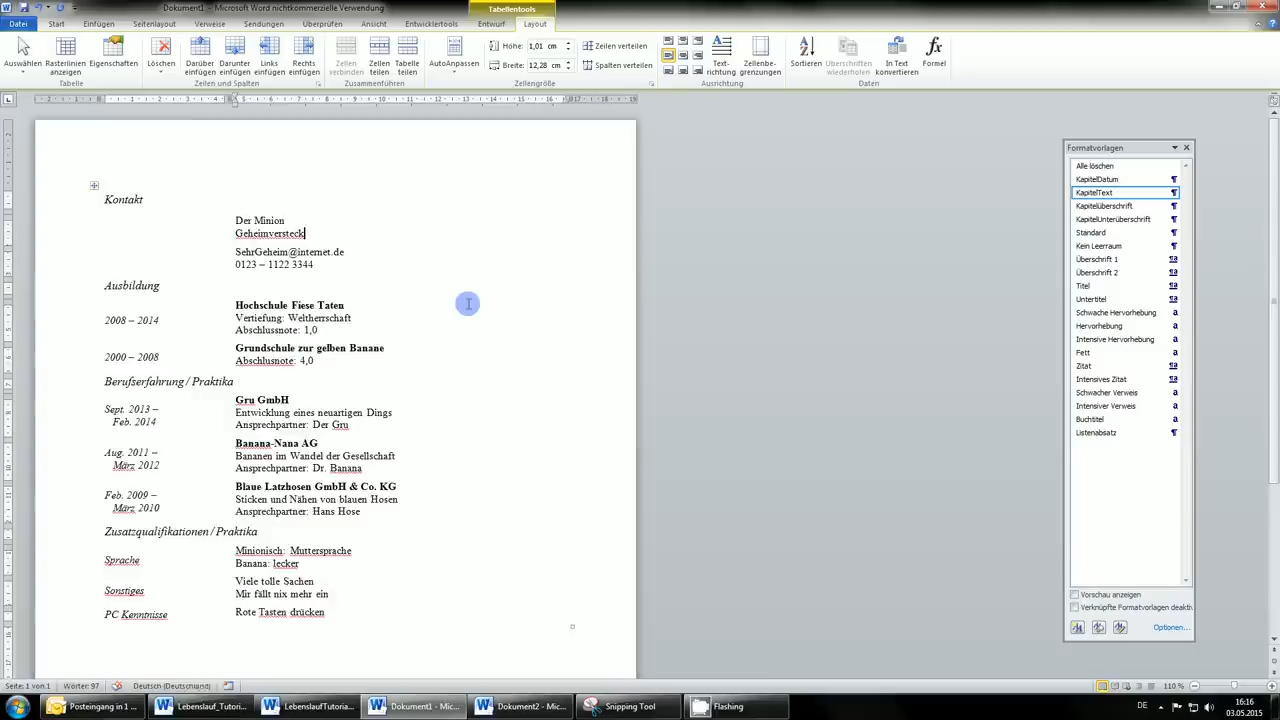 Dokument1 - Microsoft Word nichtkommerzielle Verwendung
Tabellentools
Datei Start Einfügen Seitenlayout Verweise Sendungen Überprüfen Ansicht Entwicklertools Entwurf Layout
Auswählen
Rasterlinien anzeigen
Eigenschaften
Löschen
Darüber einfügen
Darunter einfügen
Links einfügen
Rechts einfügen
Zellen verbinden
Zellen teilen
Tabelle teilen
AutoAnpassen
Höhe: 1,01 cm
Breite: 12,28 cm
Zeilen verteilen
Spalten verteilen
Text-richtung
Zellenbe-grenzungen
Sortieren
Überschriften wiederholen
In Text konvertieren
Formel
Tabelle
Zeilen und Spalten
Zusammenführen
Zellengröße
Ausrichtung
Daten
Kontakt
Der Minion
Geheimversteck
SehrGeheim@internet.de
0123 – 1122 3344
Ausbildung
Hochschule Fiese Taten
2008 – 2014
Vertiefung: Weltherrschaft
Abschlussnote: 1,0
Grundschule zur gelben Banane
2000 – 2008
Abschlusnote: 4,0
Berufserfahrung / Praktika
Gru GmbH
Sept. 2013 –
Feb. 2014
Entwicklung eines neuartigen Dings
Ansprechpartner: Der Gru
Banana-Nana AG
Aug. 2011 –
März 2012
Bananen im Wandel der Gesellschaft
Ansprechpartner: Dr. Banana
Blaue Latzhosen GmbH & Co. KG
Feb. 2009 –
März 2010
Sticken und Nähen von blauen Hosen
Ansprechpartner: Hans Hose
Zusatzqualifikationen / Praktika
Sprache
Minionisch: Muttersprache
Banana: lecker
Sonstiges
Viele tolle Sachen
Mir fällt nix mehr ein
PC Kenntnisse
Rote Tasten drücken
Formatvorlagen
Alle löschen
KapitelDatum
KapitelText
Kapitelüberschrift
KapitelUnterüberschrift
Standard
Kein Leerraum
Überschrift 1
Überschrift 2
Titel
Untertitel
Schwache Hervorhebung
Hervorhebung
Intensive Hervorhebung
Fett
Zitat
Intensives Zitat
Schwacher Verweis
Intensiver Verweis
Buchtitel
Listenabsatz
Vorschau anzeigen
Verknüpfte Formatvorlagen deaktiv
Optionen...
Seite: 1 von 1
Wörter: 97
Deutsch (Deutschland)
110 %
Posteingang in 1 ...
Lebenslauf_Tutori...
LebenslaufTutoria...
Dokument1 - Mic...
Dokument2 - Mic...
Snipping Tool
Flashing
DE
16:16
03.05.2015